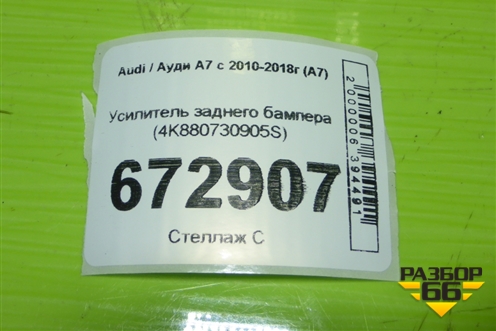 Audi / Ауди А7 с 2010-2018г (А7)
Усилитель заднего бампера
(4K880730905S)
672907
Стеллаж С
2000006394491
РАЗБОР
66